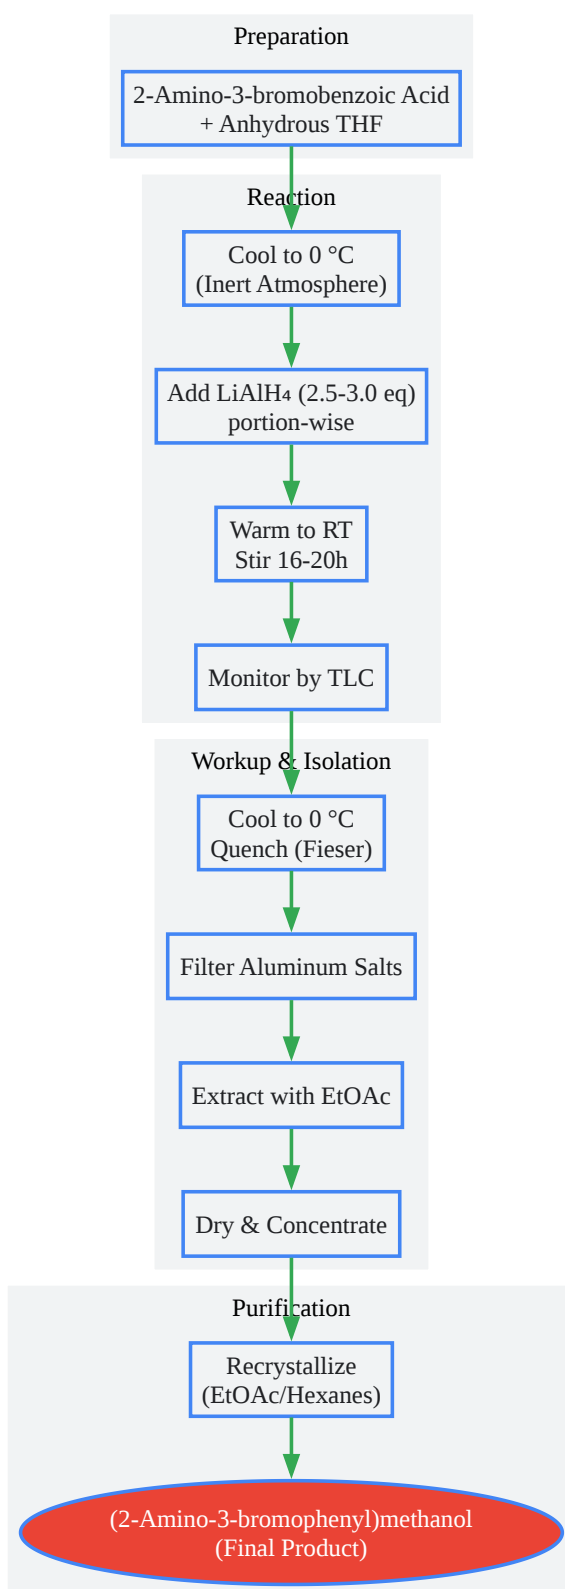 Preparation
2-Amino-3-bromobenzoic Acid
+ Anhydrous THF
Reaction
Cool to 0 °C
(Inert Atmosphere)
Add LiAlH₄ (2.5-3.0 eq)
portion-wise
Warm to RT
Stir 16-20h
Monitor by TLC
Workup & Isolation
Cool to 0 °C
Quench (Fieser)
Filter Aluminum Salts
Extract with EtOAc
Dry & Concentrate
Purification
Recrystallize
(EtOAc/Hexanes)
(2-Amino-3-bromophenyl)methanol
(Final Product)